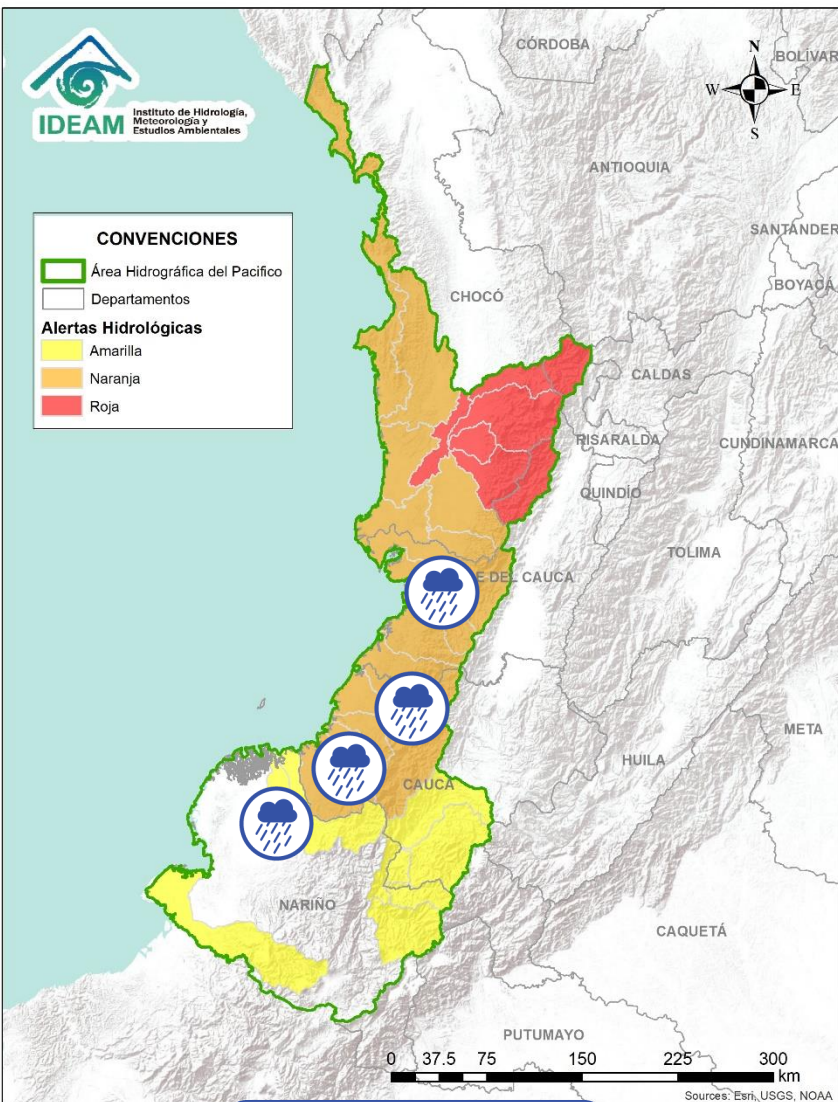 CÓRDOBA
BOLÍVAR
N
W
E
S
IDEAM
Instituto de Hidrología,
Meteorología y
Estudios Ambientales
ANTIOQUIA
SANTANDER
CONVENCIONES
Área Hidrográfica del Pacifico
Departamentos
Alertas Hidrológicas
Amarilla
Naranja
Roja
BOYACÁ
CHOCÓ
CALDAS
RISARALDA
CUNDINAMARCA
QUINDÍO
TOLIMA
E DEL CAUCA
META
HUILA
CAUCA
NARIÑO
CAQUETÁ
PUTUMAYO
0 37.5 75 150 225 300
km
Sources: Esri, USGS, NOAA